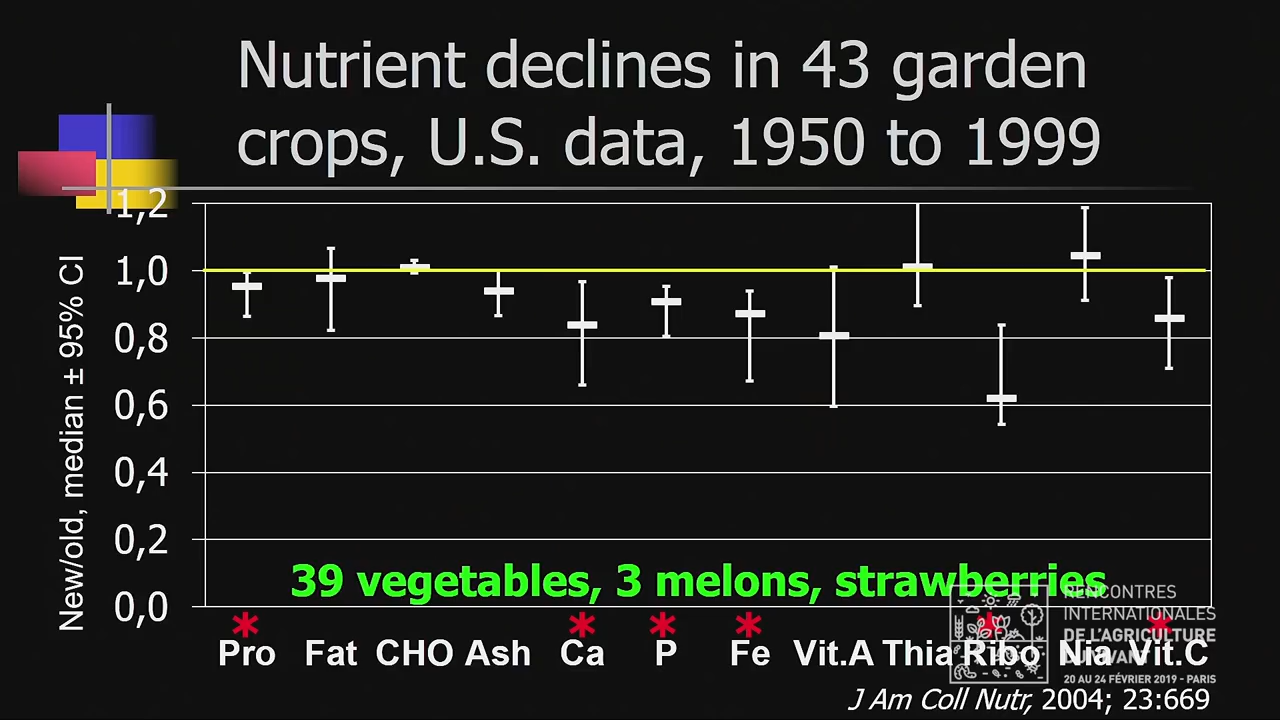 Nutrient declines in 43 garden
crops, U.S. data, 1950 to 1999
New/old, median ± 95% CI
1,2
1,0
0,8
0,6
0,4
0,2
0,0
39 vegetables, 3 melons, strawberries
* * * * * *
Pro Fat CHO Ash Ca P Fe Vit.A Thia Ribo Nia Vit.C
RENCONTRES
INTERNATIONALES
DE L'AGRICULTURE
DU VIVANT
20 AU 24 FÉVRIER 2019 - PARIS
J Am Coll Nutr, 2004; 23:669